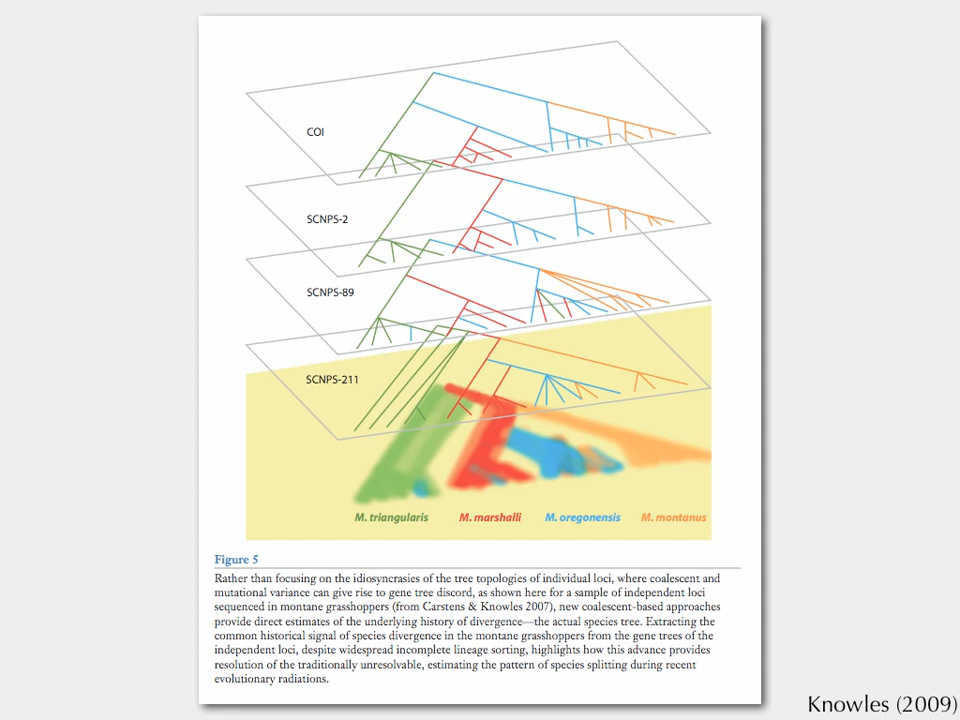 COI
SCNPS-2
SCNPS-89
SCNPS-211
M. triangularis M. marshalli M. oregonensis M. montanus
Figure 5
Rather than focusing on the idiosyncrasies of the tree topologies of individual loci, where coalescent and
mutational variance can give rise to gene tree discord, as shown here for a sample of independent loci
sequenced in montane grasshoppers (from Carstens & Knowles 2007), new coalescent-based approaches
provide direct estimates of the underlying history of divergence—the actual species tree. Extracting the
common historical signal of species divergence in the montane grasshoppers from the gene trees of the
independent loci, despite widespread incomplete lineage sorting, highlights how this advance provides
resolution of the traditionally unresolvable, estimating the pattern of species splitting during recent
evolutionary radiations.
Knowles (2009)